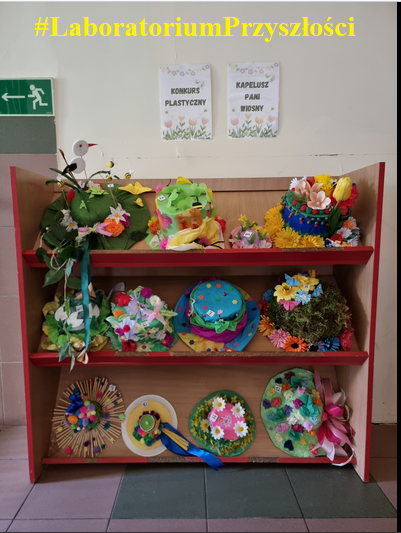 #LaboratoriumPrzyszłości
KONKURS
PLASTYCZNY
KAPELUSZ
PANI
WIOSNY